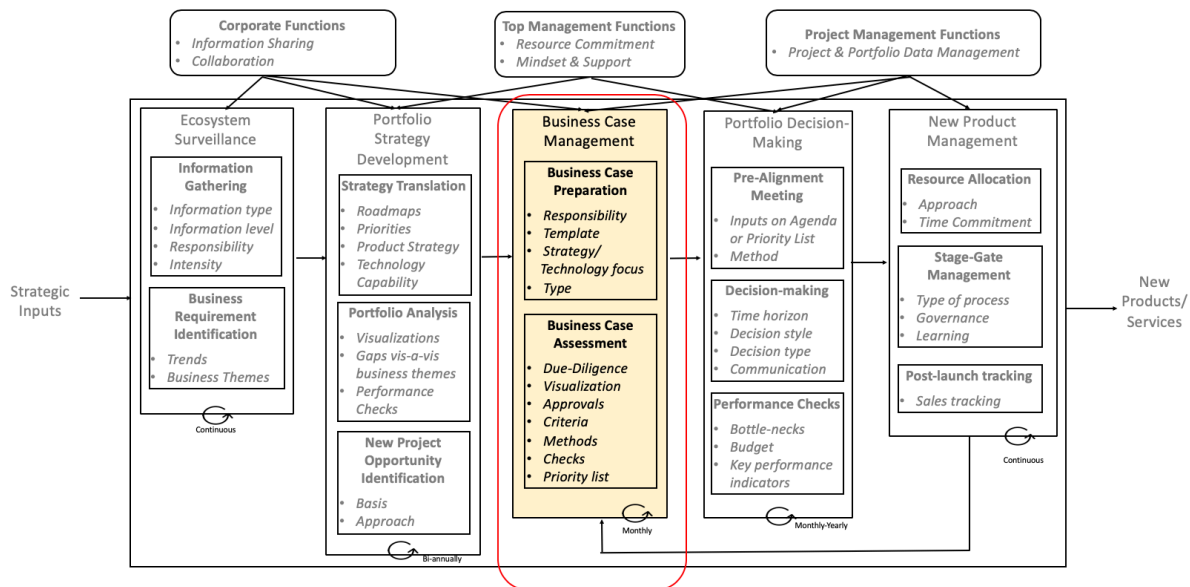 Corporate Functions
• Information Sharing
• Collaboration
Top Management Functions
• Resource Commitment
• Mindset & Support
Project Management Functions
• Project & Portfolio Data Management
Strategic
Inputs
Ecosystem
Surveillance
Information
Gathering
• Information type
• Information level
• Responsibility
• Intensity
Business
Requirement
Identification
• Trends
• Business Themes
Continuous
Portfolio
Strategy
Development
Strategy Translation
• Roadmaps
• Priorities
• Product Strategy
• Technology
Capability
Portfolio Analysis
• Visualizations
• Gaps vis-a-vis
business themes
• Performance
Checks
New Project
Opportunity
Identification
• Basis
• Approach
Bi-annually
Business Case
Management
Business Case
Preparation
• Responsibility
• Template
• Strategy/
Technology focus
• Type
Business Case
Assessment
• Due-Diligence
• Visualization
• Approvals
• Criteria
• Methods
• Checks
• Priority list
Monthly
Portfolio Decision-
Making
Pre-Alignment
Meeting
• Inputs on Agenda
or Priority List
• Method
Decision-making
• Time horizon
• Decision style
• Decision type
• Communication
Performance Checks
• Bottle-necks
• Budget
• Key performance
indicators
Monthly-Yearly
New Product
Management
Resource Allocation
• Approach
• Time Commitment
Stage-Gate
Management
• Type of process
• Governance
• Learning
Post-launch tracking
• Sales tracking
Continuous
New
Products/
Services